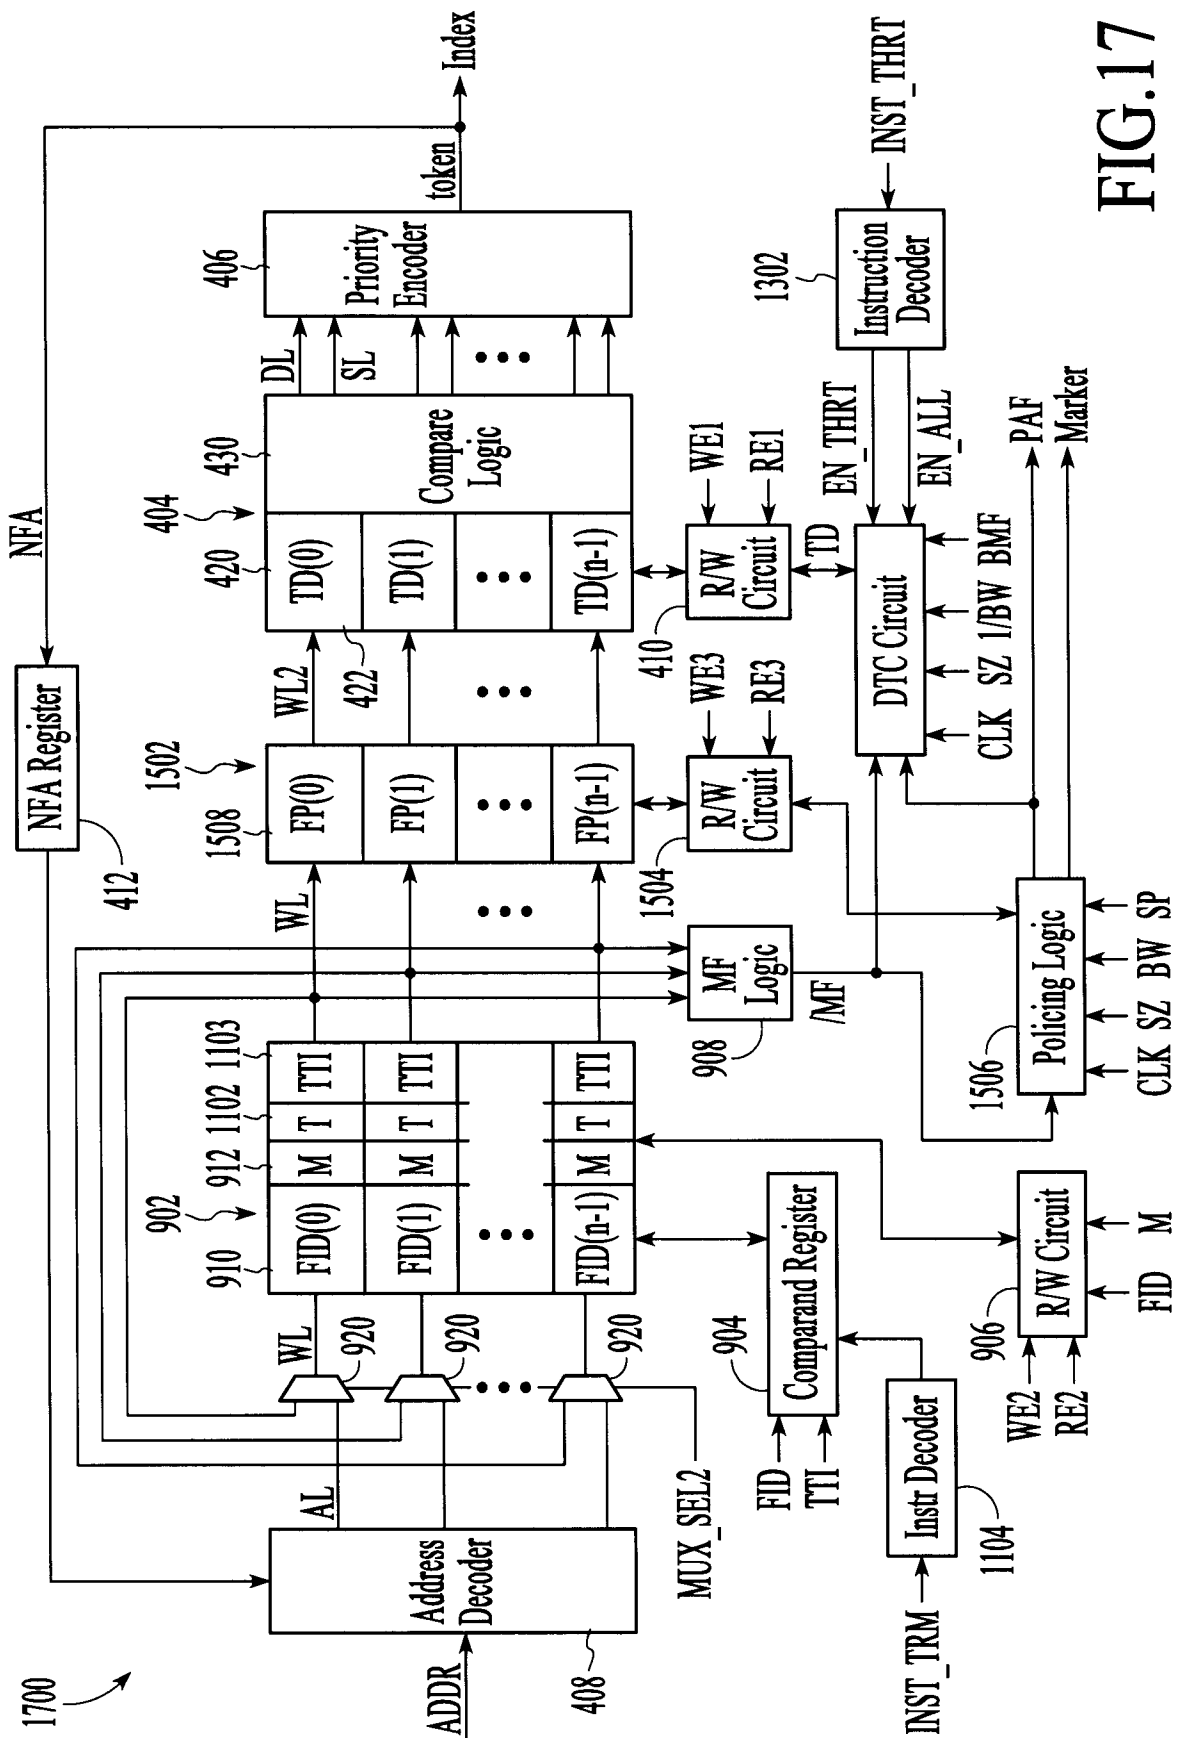 1700
NFA
NFA Register
412
ADDR
Address
Decoder
408
AL
WL
920
920
920
MUX_SEL2
902
910
912
1102
1103
FID(0)
M
T
TTI
FID(1)
M
T
TTI
FID(n-1)
M
T
TTI
WL
1502
1508
FP(0)
FP(1)
FP(n-1)
WL2
404
420
430
422
TD(0)
TD(1)
TD(n-1)
Compare
Logic
DL
SL
406
Priority
Encoder
token
Index
MF
Logic
908
/MF
1504
R/W
Circuit
WE3
RE3
410
R/W
Circuit
WE1
RE1
TD
904
Comparand Register
FID
TTI
INST_TRM
Instr Decoder
1104
906
R/W Circuit
WE2
RE2
FID
M
1506
Policing Logic
CLK
SZ
BW
SP
DTC Circuit
CLK
SZ
1/BW
BMF
EN_THRT
EN_ALL
1302
Instruction
Decoder
INST_THRT
PAF
Marker
FIG.17